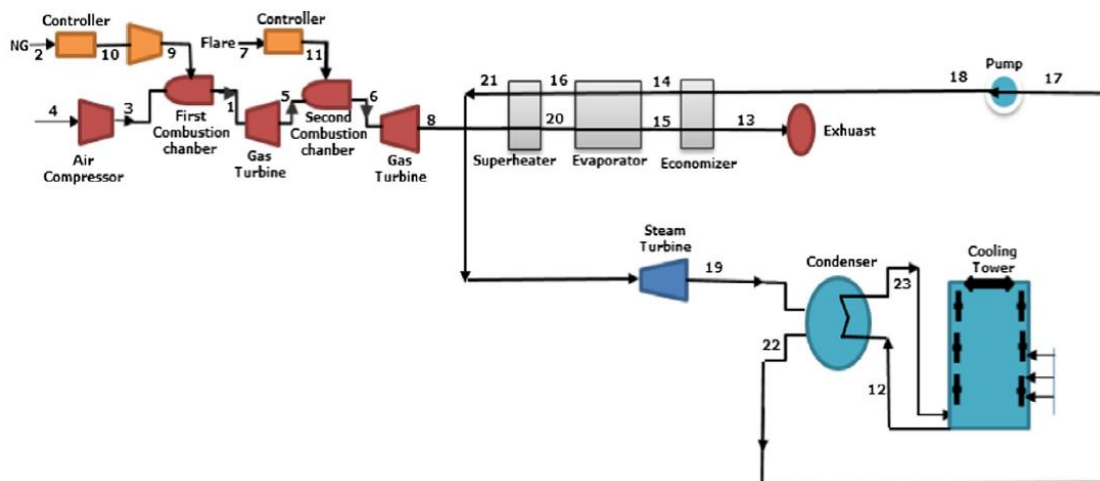 Controller
NG
2
10
9
Controller
Flare
7
11
4
3
1
5
6
8
First
Combustion
chanber
Second
Combustion
chanber
Air
Compressor
Gas
Turbine
Gas
Turbine
21
16
14
18
Pump
17
20
15
13
Superheater
Evaporator
Economizer
Exhuast
Steam
Turbine
19
Condenser
23
Cooling
Tower
22
12